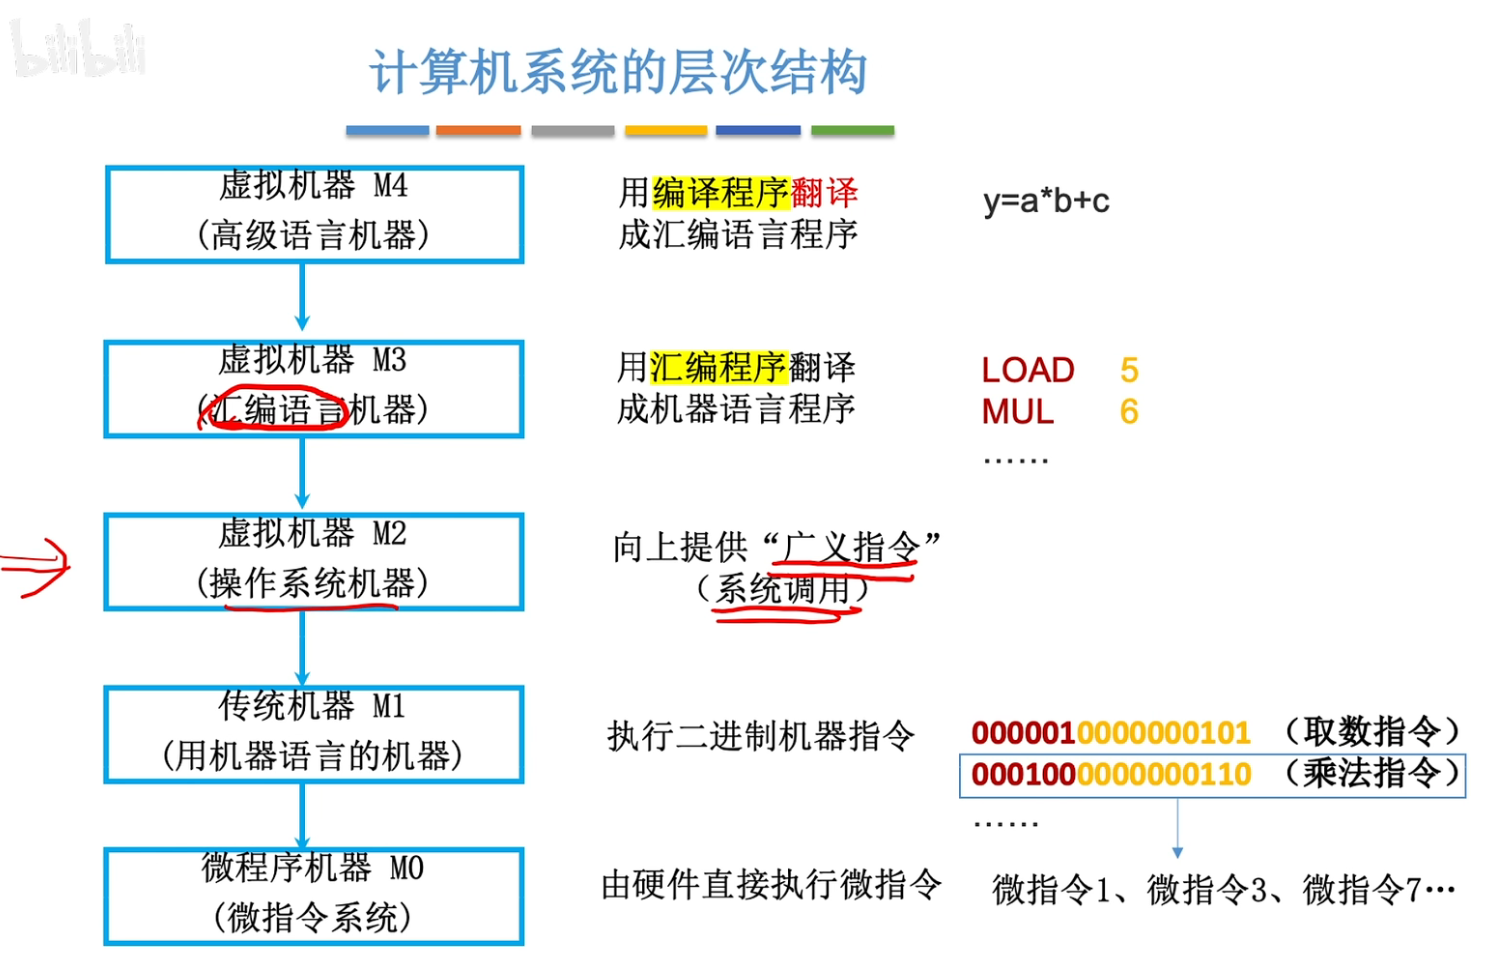 bilibili
计算机系统的层次结构
虚拟机器 M4
(高级语言机器)
用编译程序翻译
成汇编语言程序
y=a*b+c
虚拟机器 M3
(汇编语言机器)
用汇编程序翻译
成机器语言程序
LOAD 5
MUL 6
……
虚拟机器 M2
(操作系统机器)
向上提供“广义指令”
（系统调用）
传统机器 M1
(用机器语言的机器)
执行二进制机器指令
0000010000000101 （取数指令）
0001000000000110 （乘法指令）
……
微程序机器 M0
(微指令系统)
由硬件直接执行微指令
微指令1、微指令3、微指令7…